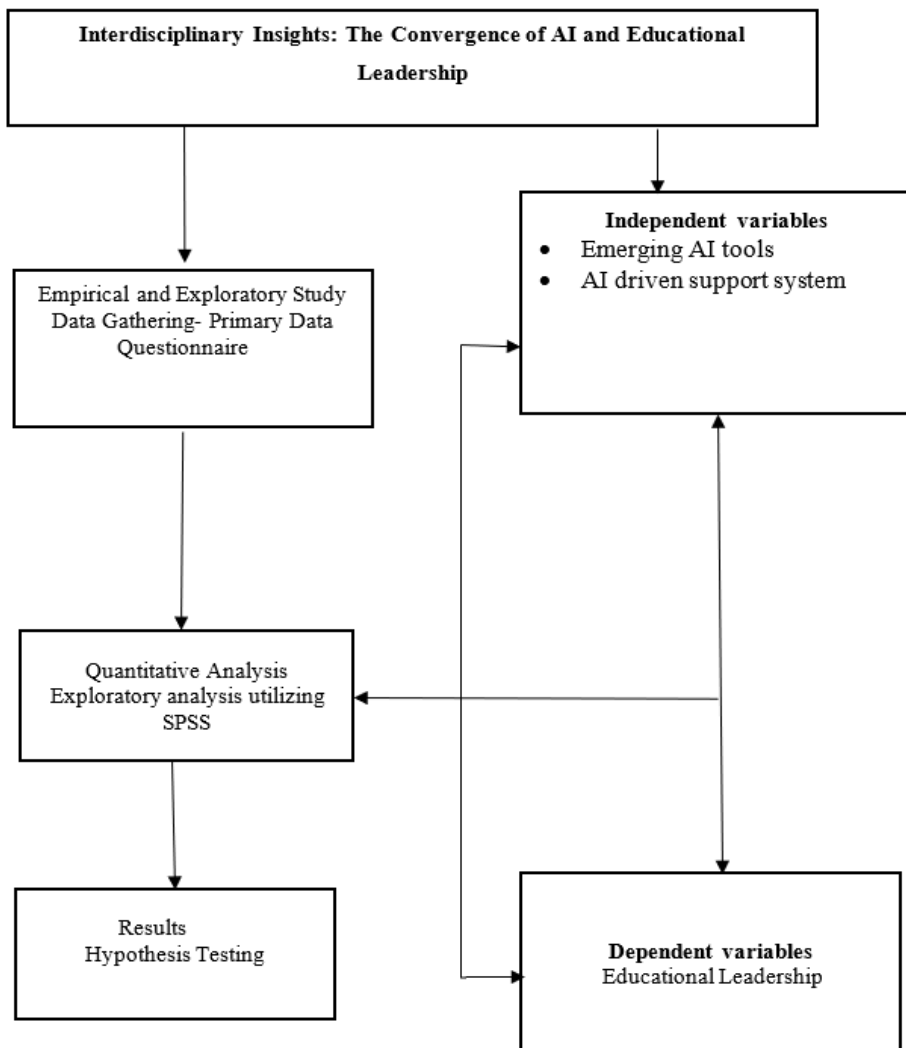 Interdisciplinary Insights: The Convergence of AI and Educational
Leadership
Independent variables
• Emerging AI tools
• AI driven support system
Empirical and Exploratory Study
Data Gathering- Primary Data
Questionnaire
Quantitative Analysis
Exploratory analysis utilizing
SPSS
Results
Hypothesis Testing
Dependent variables
Educational Leadership